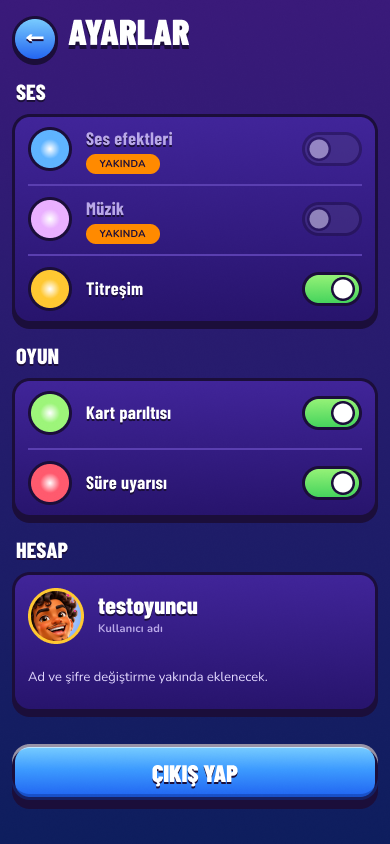 AYARLAR
SES
Ses efektleri
YAKINDA
Müzik
YAKINDA
Titreşim
OYUN
Kart parıltısı
Süre uyarısı
HESAP
testoyuncu
Kullanıcı adı
Ad ve şifre değiştirme yakında eklenecek.
ÇIKIŞ YAP